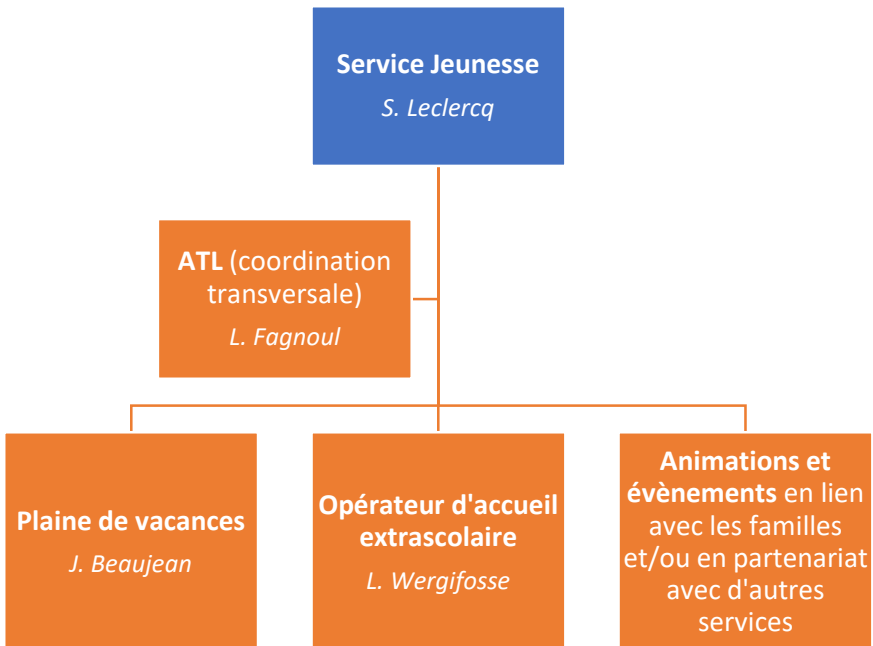 Service Jeunesse
S. Leclercq
ATL (coordination
transversale)
L. Fagnoul
Plaine de vacances
J. Beaujean
Opérateur d'accueil
extrascolaire
L. Wergifosse
Animations et
évènements en lien
avec les familles
et/ou en partenariat
avec d'autres
services